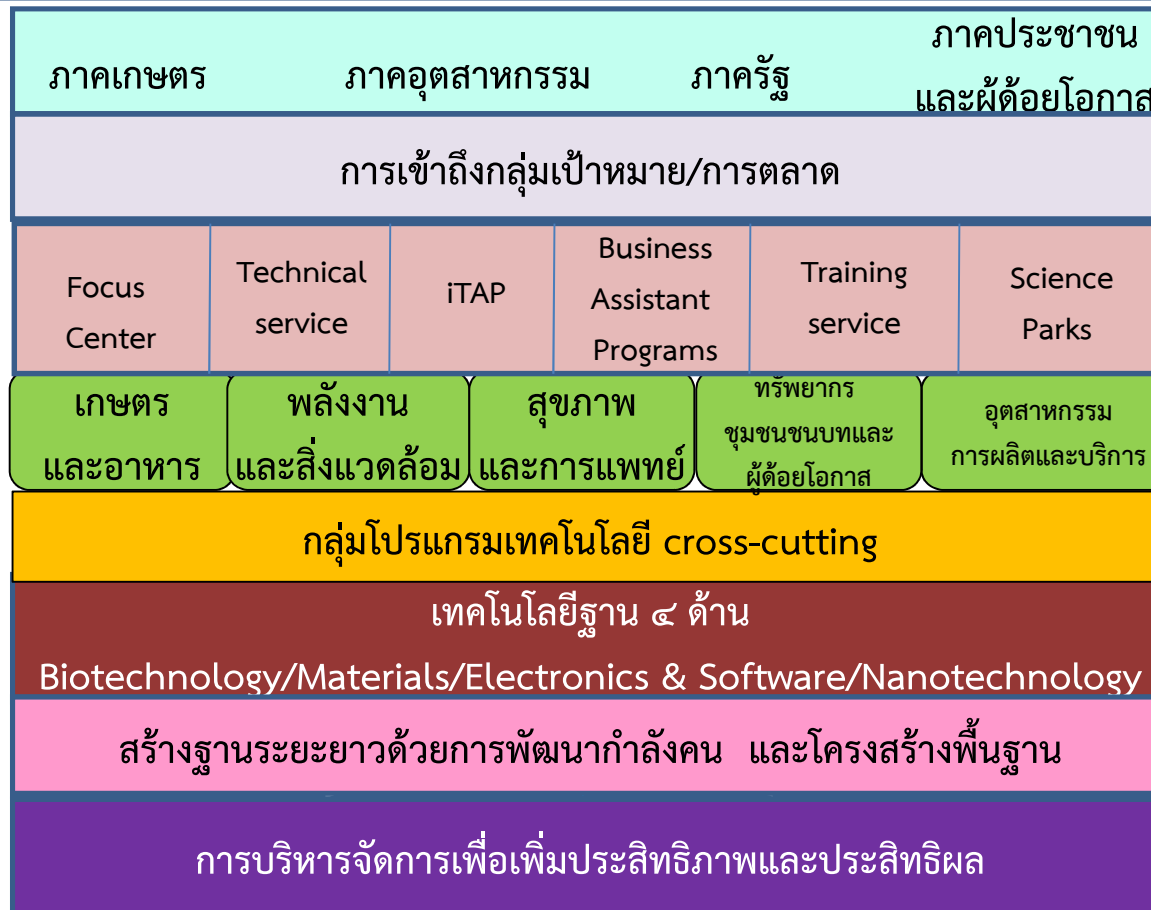 ภาคเกษตร
ภาคอุตสาหกรรม
ภาครัฐ
ภาคประชาชน
และผู้ด้อยโอกาส
การเข้าถึงกลุ่มเป้าหมาย/การตลาด
Focus
Center
Technical
service
iTAP
Business
Assistant
Programs
Training
service
Science
Parks
เกษตร
และอาหาร
พลังงาน
และสิ่งแวดล้อม
สุขภาพ
และการแพทย์
ทรัพยากร
ชุมชนชนบทและ
ผู้ด้อยโอกาส
อุตสาหกรรม
การผลิตและบริการ
กลุ่มโปรแกรมเทคโนโลยี cross-cutting
เทคโนโลยีฐาน ๔ ด้าน
Biotechnology/Materials/Electronics & Software/Nanotechnology
สร้างฐานระยะยาวด้วยการพัฒนากำลังคน และโครงสร้างพื้นฐาน
การบริหารจัดการเพื่อเพิ่มประสิทธิภาพและประสิทธิผล